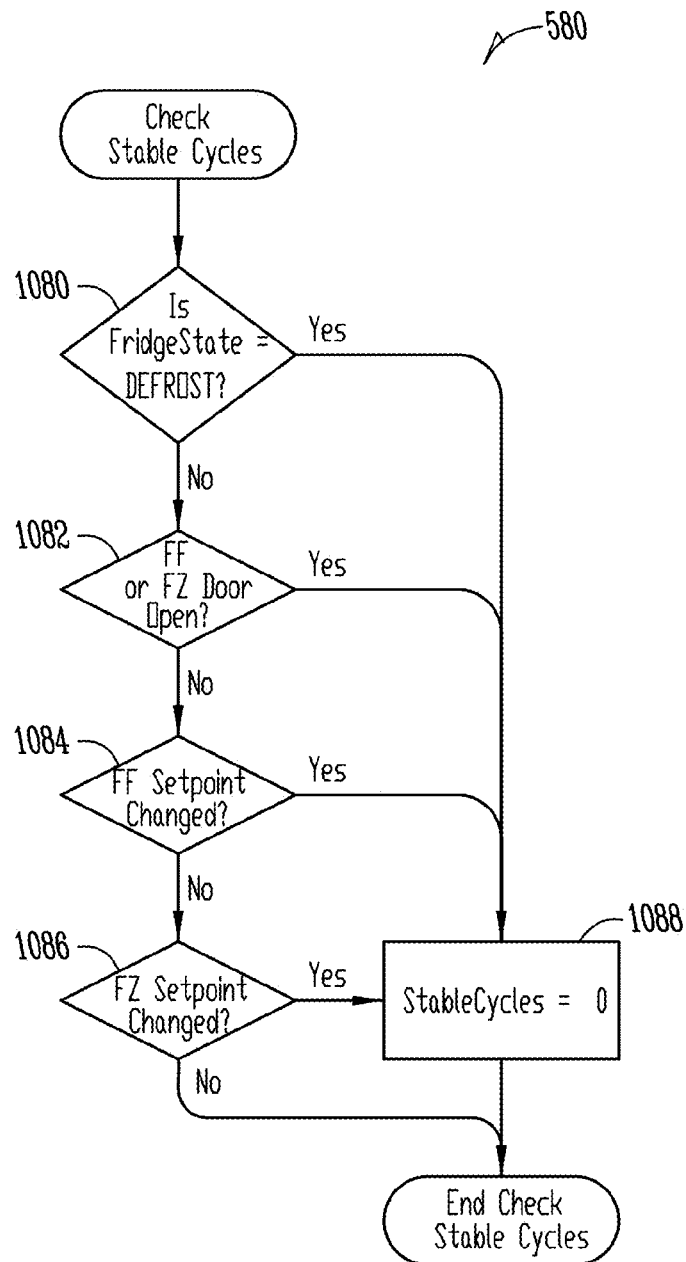 580
Check
Stable Cycles
1080
Is
FridgeState =
DEFROST?
Yes
No
1082
FF
or FZ Door
Open?
Yes
No
1084
FF Setpoint
Changed?
Yes
No
1086
FZ Setpoint
Changed?
Yes
1088
StableCycles = 0
No
End Check
Stable Cycles